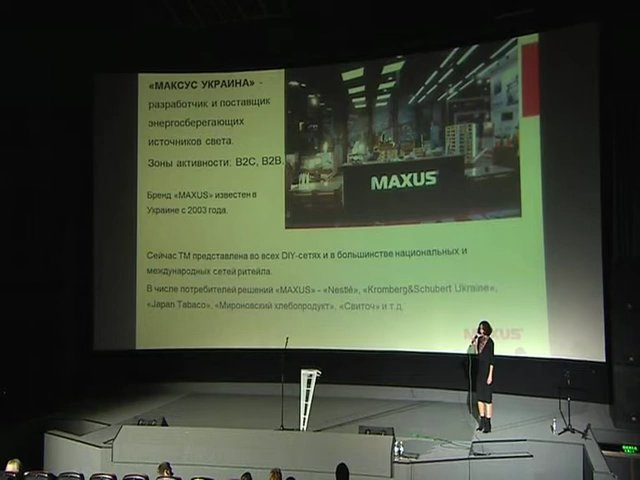 «МАКСУС УКРАИНА» -
разработчик и поставщик
энергосберегающих
источников света.
Зоны активности: B2C, B2B.
MAXUS
Бренд «MAXUS» известен в
Украине с 2003 года.
Сейчас ТМ представлена во всех DIY-сетях и в большинстве национальных и
международных сетей ритейла.
В числе потребителей решений «MAXUS» - «Nestlé», «Kromberg&Schubert Ukraine»,
«Japan Tabaco», «Мироновский хлебопродукт», «Свиточ» и т.д.
MAXUS